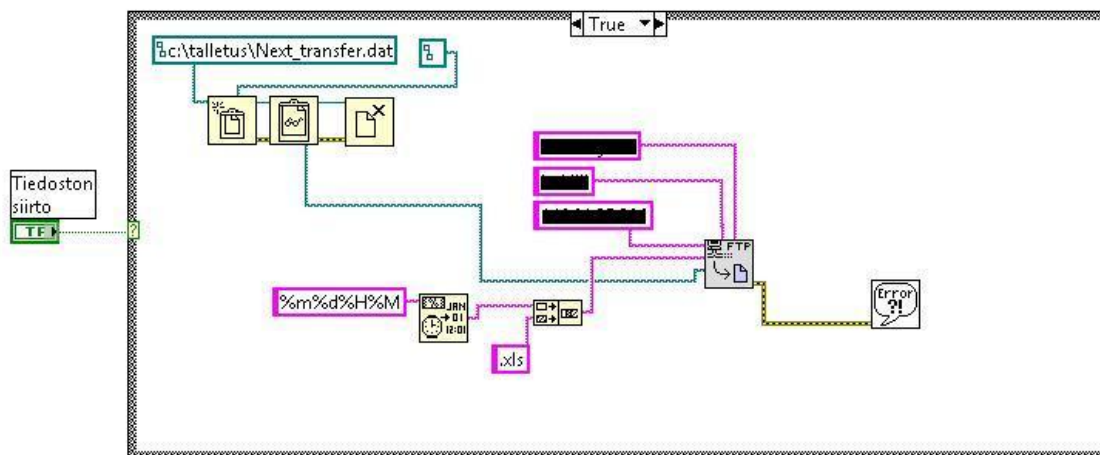 True
c:\talletus\Next_transfer.dat
Tiedoston
siirto
TF
?
FTP
%m%d%H%M
JAN
01
12:01
.xls
Error
?!